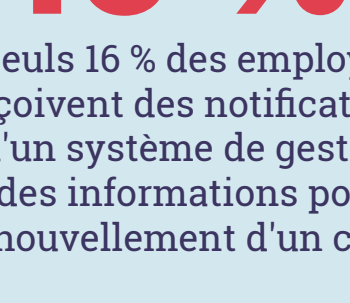 euls 16 % des employ
çoivent des notificat
'un système de gest
des informations po
nouvellement d'un c